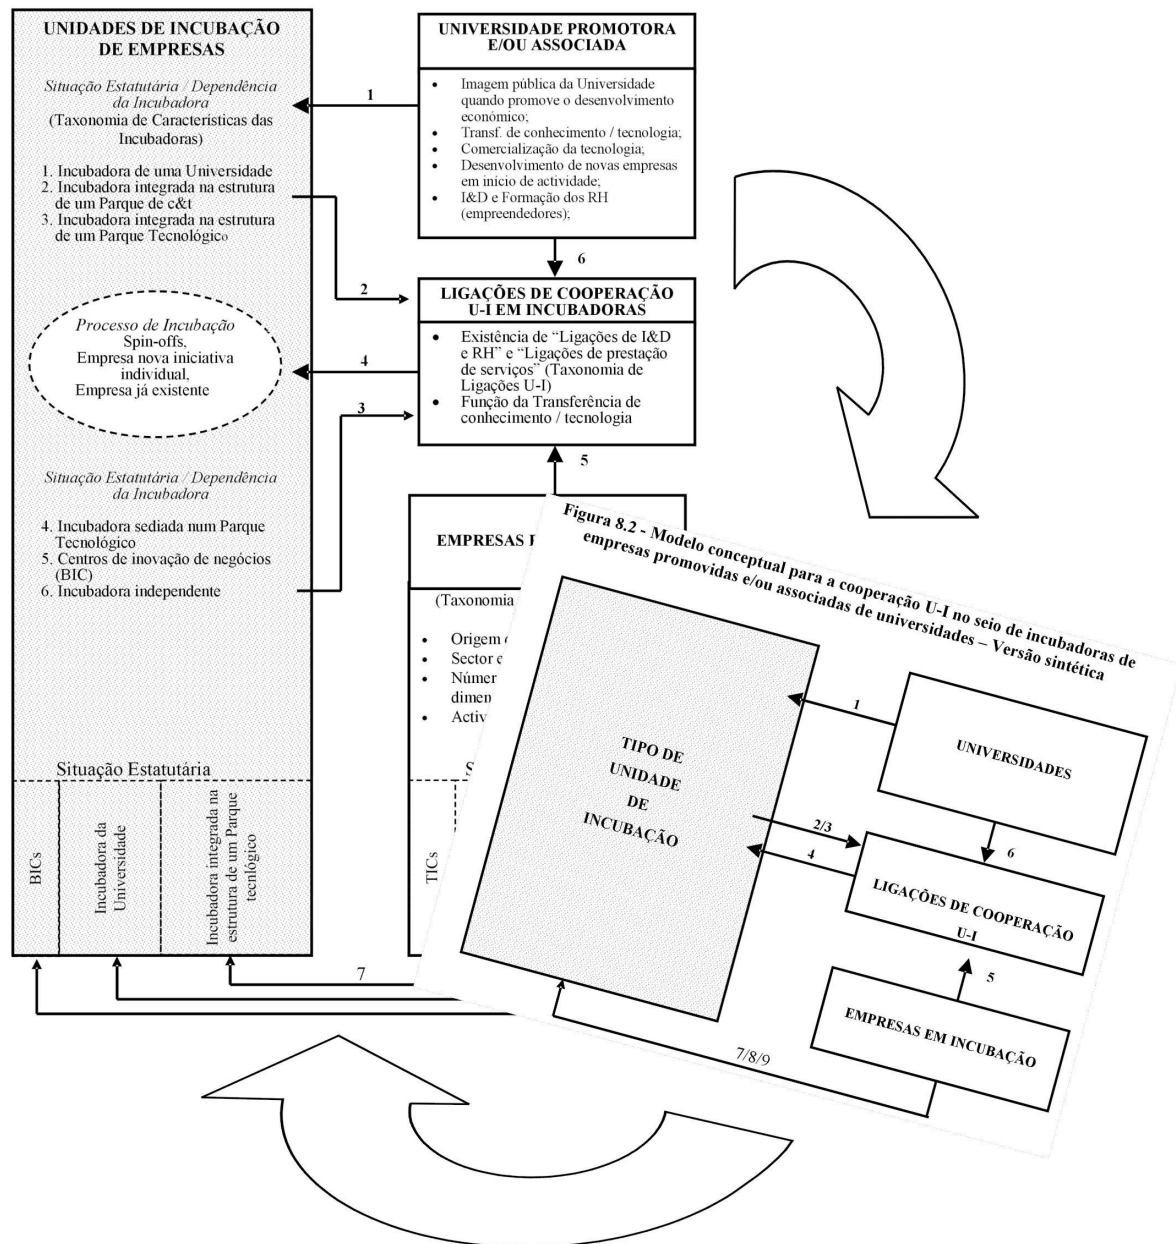 UNIDADES DE INCUBAÇÃO
DE EMPRESAS
Situação Estatutária / Dependência
da Incubadora
(Taxonomia de Características das
Incubadoras)
1. Incubadora de uma Universidade
2. Incubadora integrada na estrutura
de um Parque de c&t
3. Incubadora integrada na estrutura
de um Parque Tecnológico
Processo de Incubação
Spin-offs,
Empresa nova iniciativa
individual,
Empresa já existente
Situação Estatutária / Dependência
da Incubadora
4. Incubadora sediada num Parque
Tecnológico
5. Centros de inovação de negócios
(BIC)
6. Incubadora independente
Situação Estatutária
BICs
Incubadora da
Universidade
Incubadora integrada na
estrutura de um Parque
tecnlógico
1
2
4
3
UNIVERSIDADE PROMOTORA
E/OU ASSOCIADA
• Imagem pública da Universidade
quando promove o desenvolvimento
económico;
• Transf. de conhecimento / tecnologia;
• Comercialização da tecnologia;
• Desenvolvimento de novas empresas
em início de actividade;
• I&D e Formação dos RH
(empreendedores);
6
LIGAÇÕES DE COOPERAÇÃO
U-I EM INCUBADORAS
• Existência de “Ligações de I&D
e RH” e “Ligações de prestação
de serviços” (Taxonomia de
Ligações U-I)
• Função da Transferência de
conhecimento / tecnologia
5
EMPRESAS
(Taxonomia
• Origem
• Sector
• Númer
dimen
• Activ
S
TICs
7
Figura 8.2 - Modelo conceptual para a cooperação U-I no seio de incubadoras de
empresas promovidas e/ou associadas de universidades – Versão sintética
TIPO DE
UNIDADE
DE
INCUBAÇÃO
1
UNIVERSIDADES
2/3
4
6
LIGAÇÕES DE COOPERAÇÃO
U-I
5
EMPRESAS EM INCUBAÇÃO
7/8/9